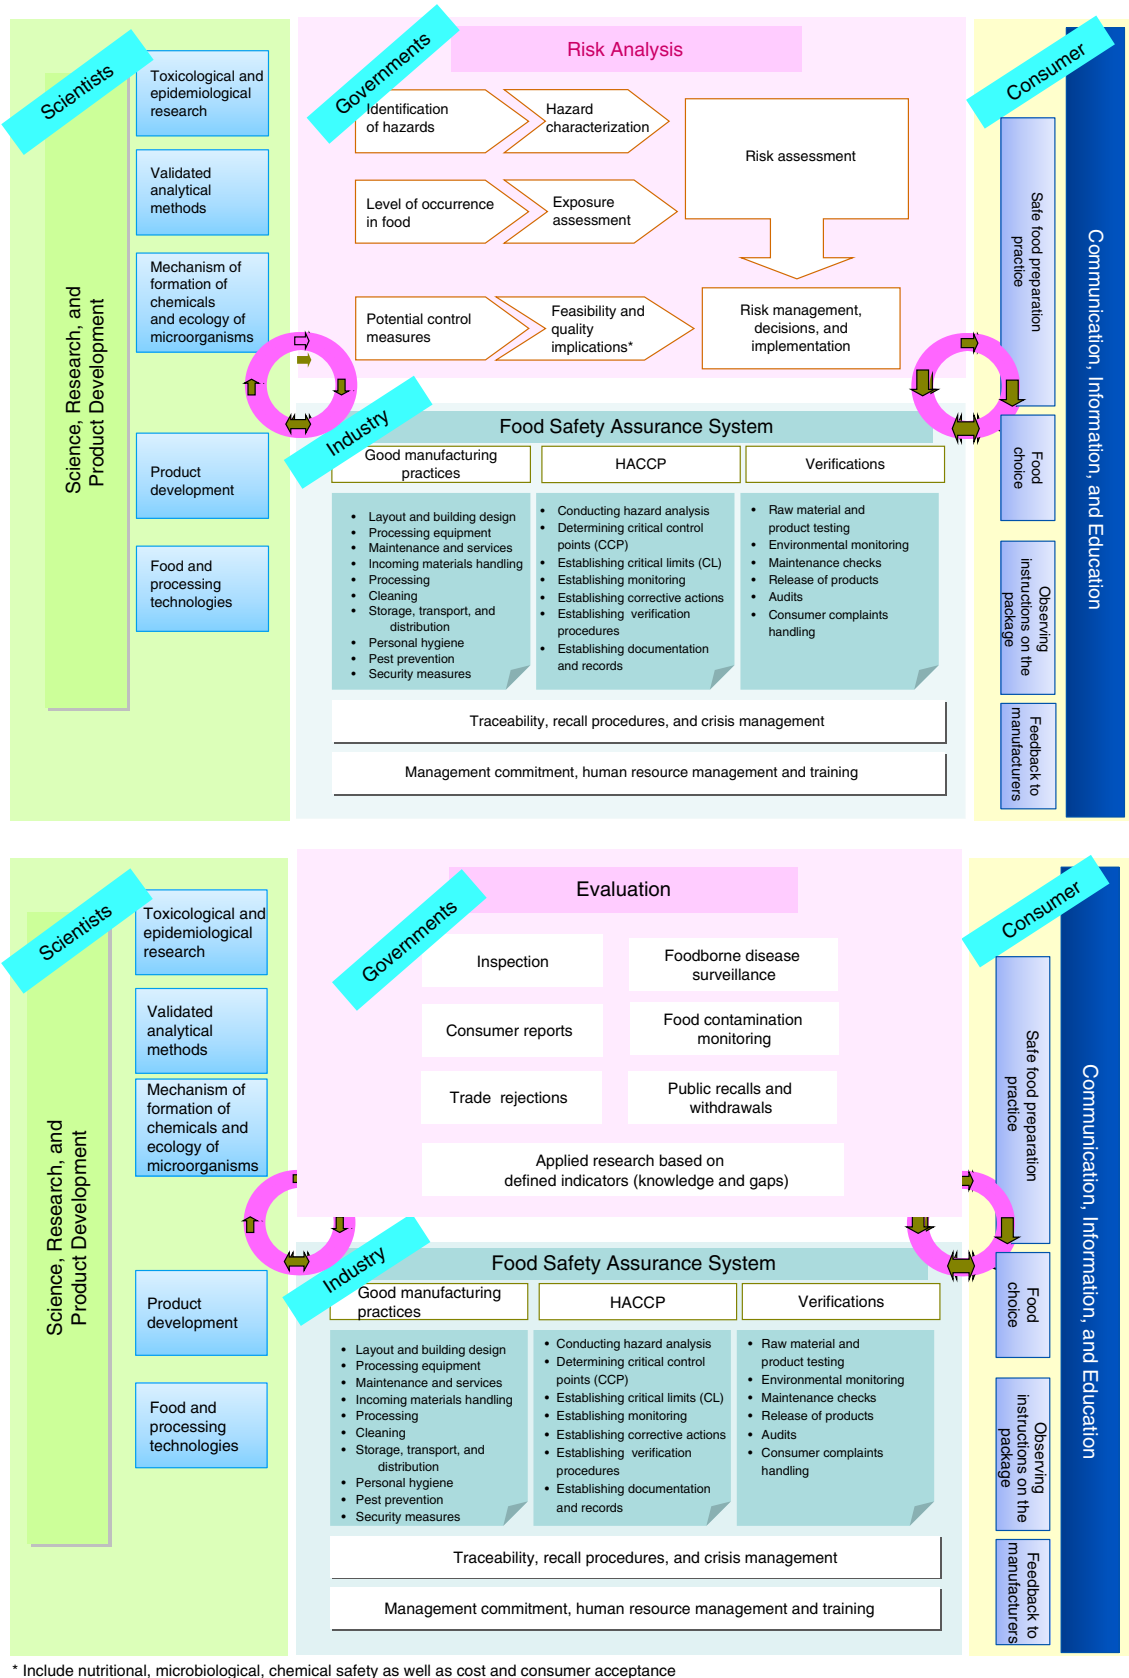 Scientists
Science, Research, and
Product Development
Toxicological and
epidemiological
research
Validated
analytical
methods
Mechanism of
formation of
chemicals
and ecology of
microorganisms
Product
development
Food and
processing
technologies
Governments
Risk Analysis
Identification
of hazards
Hazard
characterization
Risk assessment
Level of occurrence
in food
Exposure
assessment
Potential control
measures
Feasibility and
quality
implications*
Risk management,
decisions, and
implementation
Industry
Food Safety Assurance System
Good manufacturing
practices
HACCP
Verifications
• Layout and building design
• Processing equipment
• Maintenance and services
• Incoming materials handling
• Processing
• Cleaning
• Storage, transport, and
distribution
• Personal hygiene
• Pest prevention
• Security measures
• Conducting hazard analysis
• Determining critical control
points (CCP)
• Establishing critical limits (CL)
• Establishing monitoring
• Establishing corrective actions
• Establishing verification
procedures
• Establishing documentation
and records
• Raw material and
product testing
• Environmental monitoring
• Maintenance checks
• Release of products
• Audits
• Consumer complaints
handling
Traceability, recall procedures, and crisis management
Management commitment, human resource management and training
Consumer
Safe food preparation
practice
Food
choice
Observing
instructions on the
package
Feedback to
manufacturers
Communication, Information, and Education
Scientists
Science, Research, and
Product Development
Toxicological and
epidemiological
research
Validated
analytical
methods
Mechanism of
formation of
chemicals and
ecology of
microorganisms
Product
development
Food and
processing
technologies
Governments
Evaluation
Inspection
Foodborne disease
surveillance
Consumer reports
Food contamination
monitoring
Trade rejections
Public recalls and
withdrawals
Applied research based on
defined indicators (knowledge and gaps)
Industry
Food Safety Assurance System
Good manufacturing
practices
HACCP
Verifications
• Layout and building design
• Processing equipment
• Maintenance and services
• Incoming materials handling
• Processing
• Cleaning
• Storage, transport, and
distribution
• Personal hygiene
• Pest prevention
• Security measures
• Conducting hazard analysis
• Determining critical control
points (CCP)
• Establishing critical limits (CL)
• Establishing monitoring
• Establishing corrective actions
• Establishing verification
procedures
• Establishing documentation
and records
• Raw material and
product testing
• Environmental monitoring
• Maintenance checks
• Release of products
• Audits
• Consumer complaints
handling
Traceability, recall procedures, and crisis management
Management commitment, human resource management and training
Consumer
Safe food preparation
practice
Food
choice
Observing
instructions on the
package
Feedback to
manufacturers
Communication, Information, and Education
* Include nutritional, microbiological, chemical safety as well as cost and consumer acceptance